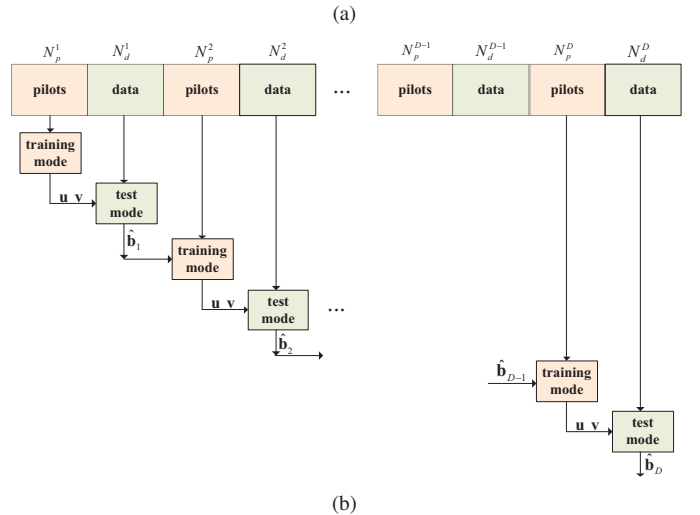 (a)
N_p^1 N_d^1 N_p^2 N_d^2 N_p^{D-1} N_d^{D-1} N_p^D N_d^D
pilots data pilots data ... pilots data pilots data
training
mode
u v
test
mode
b̂_1
training
mode
u v
test
mode
...
b̂_2
b̂_{D-1}
training
mode
u v
test
mode
b̂_D
(b)